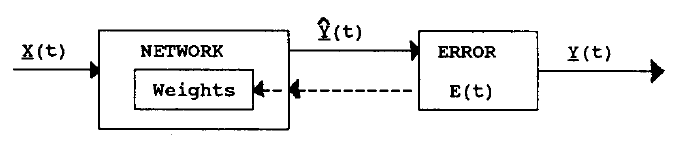 X(t)
NETWORK
Weights
Ŷ(t)
ERROR
E(t)
Y(t)